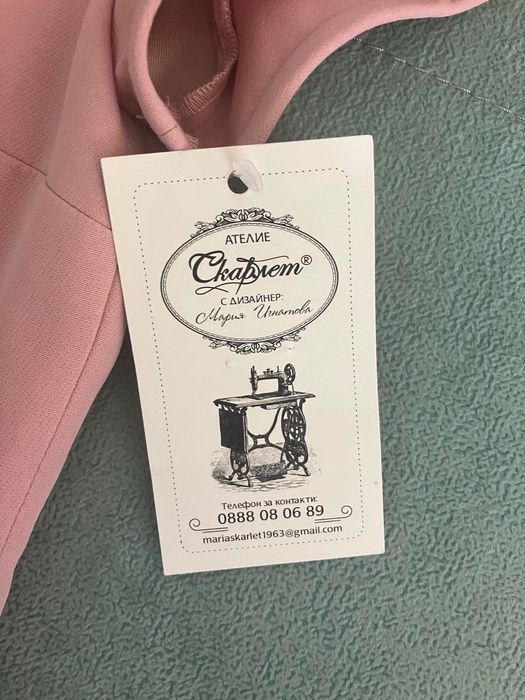 АТЕЛИЕ
Скарлет®
С ДИЗАЙНЕР:
Мария Игнатова
Телефон за контакти:
0888 08 06 89
mariaskarlet1963@gmail.com